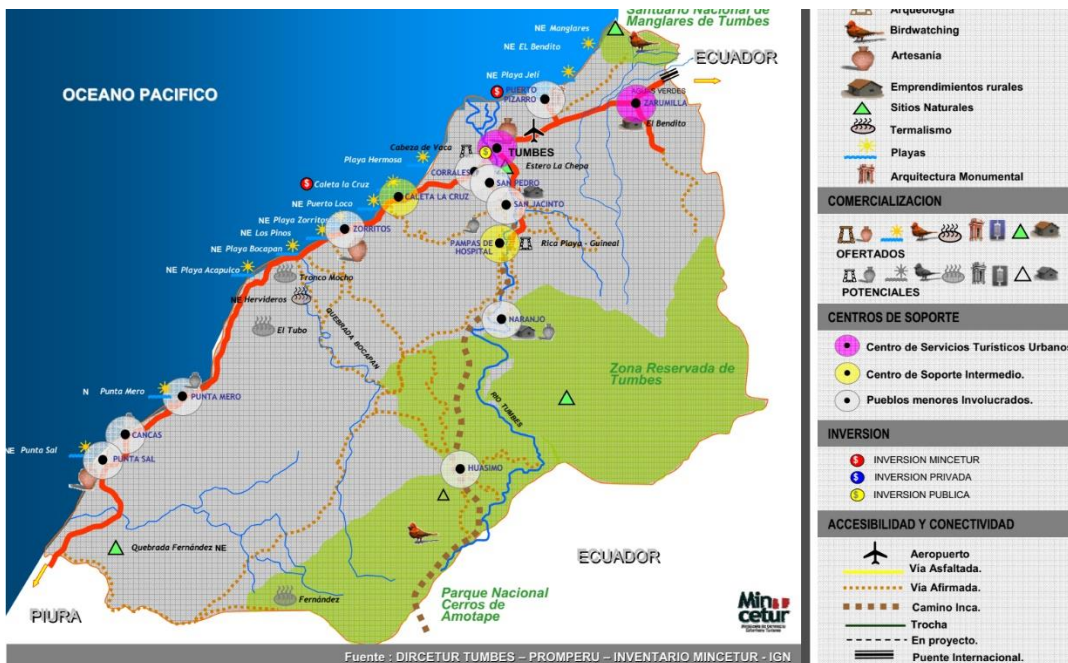 Santuario Nacional de
Manglares de Tumbes
NE Manglares
NE EL Bendito
ECUADOR
NE Playa Jelí
PUERTO
PIZARRO
AGUAS VERDES
ZARUMILLA
El Bendito
OCEANO PACIFICO
Cabeza de Vaca
TUMBES
Playa Hermosa
CORRALES
Estero La Chepa
SAN PEDRO
Caleta la Cruz
CALETA LA CRUZ
SAN JACINTO
NE Puerto Loco
NE Playa Zorritos
ZORRITOS
NE Los Pinos
PAMPAS DE
HOSPITAL
Rica Playa - Guineal
NE Playa Bocapan
NE Playa Acapulco
Tronco Mocho
NE Hervideros
El Tubo
QUEBRADA BOCAPAN
NARANJO
Zona Reservada de
Tumbes
RIO TUMBES
N Punta Mero
PUNTA MERO
CANCAS
NE Punta Sal
PUNTA SAL
HUASIMO
Quebrada Fernández NE
ECUADOR
Fernández
Parque Nacional
Cerros de
Amotape
PIURA
Min
cetur
Fuente : DIRCETUR TUMBES – PROMPERU – INVENTARIO MINCETUR - IGN
Arqueología
Birdwatching
Artesanía
Emprendimientos rurales
Sitios Naturales
Termalismo
Playas
Arquitectura Monumental
COMERCIALIZACION
OFERTADOS
POTENCIALES
CENTROS DE SOPORTE
Centro de Servicios Turisticos Urbanos
Centro de Soporte Intermedio.
Pueblos menores Involucrados.
INVERSION
INVERSION MINCETUR
INVERSION PRIVADA
INVERSION PUBLICA
ACCESIBILIDAD Y CONECTIVIDAD
Aeropuerto
Vía Asfaltada.
Vía Afirmada.
Camino Inca.
Trocha
En proyecto.
Puente Internacional.